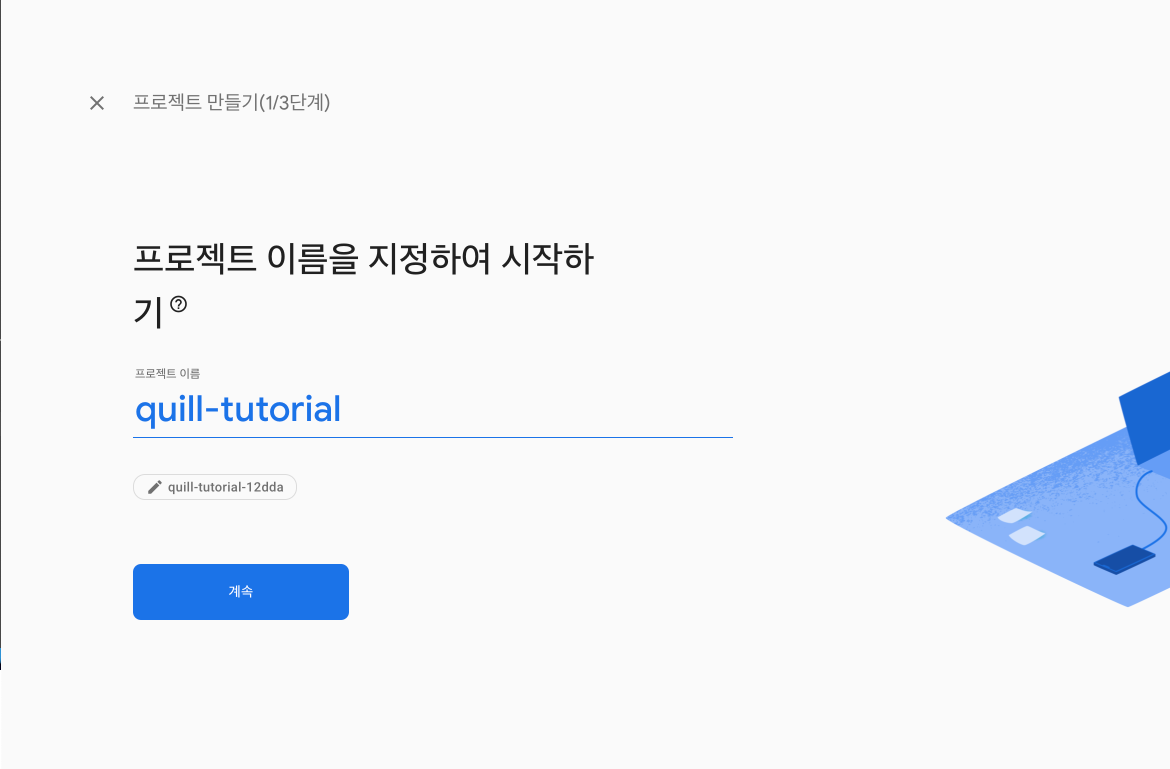 프로젝트 만들기(1/3단계)
프로젝트 이름을 지정하여 시작하
기
프로젝트 이름
quill-tutorial
quill-tutorial-12dda
계속